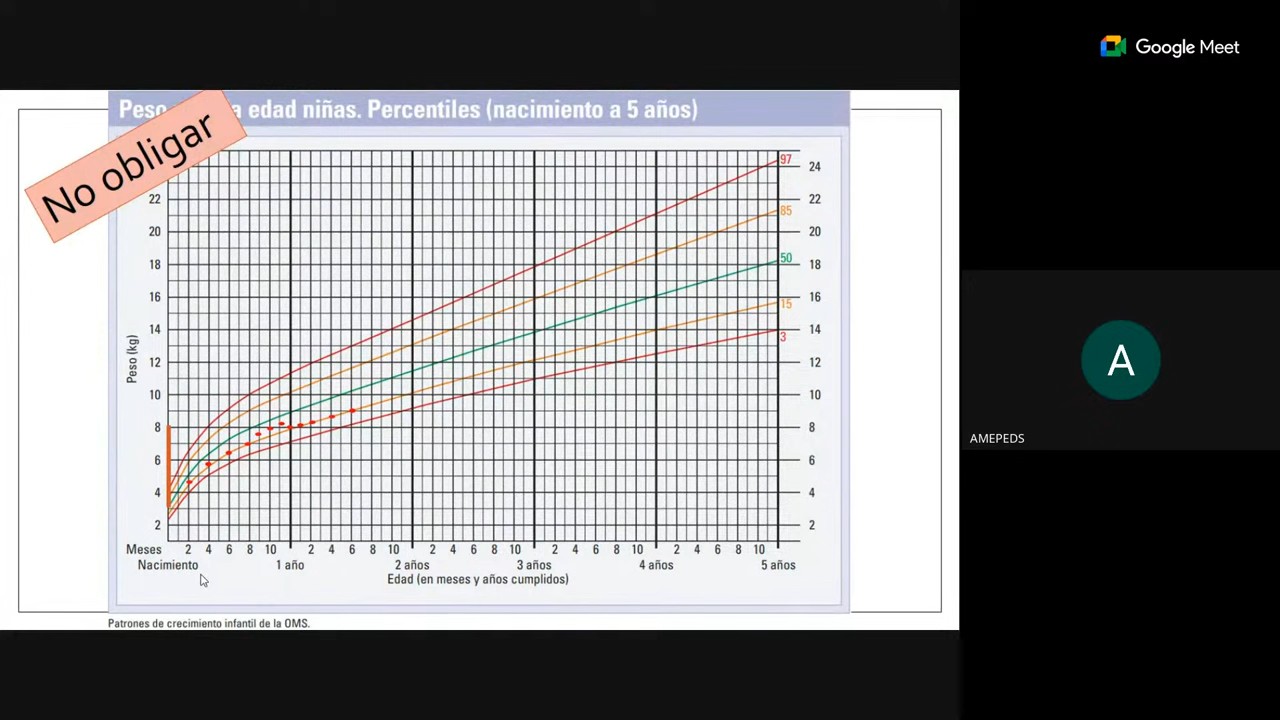 Google Meet
Peso a edad niñas. Percentiles (nacimiento a 5 años)
No obligar
97
24 24
85
22 22
20 20
50
18 18
16 16
15
14 14
3
12 12
10 10
8 8
6 6
4 4
2 2
Peso (kg)
Meses 2 4 6 8 10 2 4 6 8 10 2 4 6 8 10 2 4 6 8 10 2 4 6 8 10
Nacimiento 1 año 2 años 3 años 4 años 5 años
Edad (en meses y años cumplidos)
Patrones de crecimiento infantil de la OMS.
A
AMEPEDS